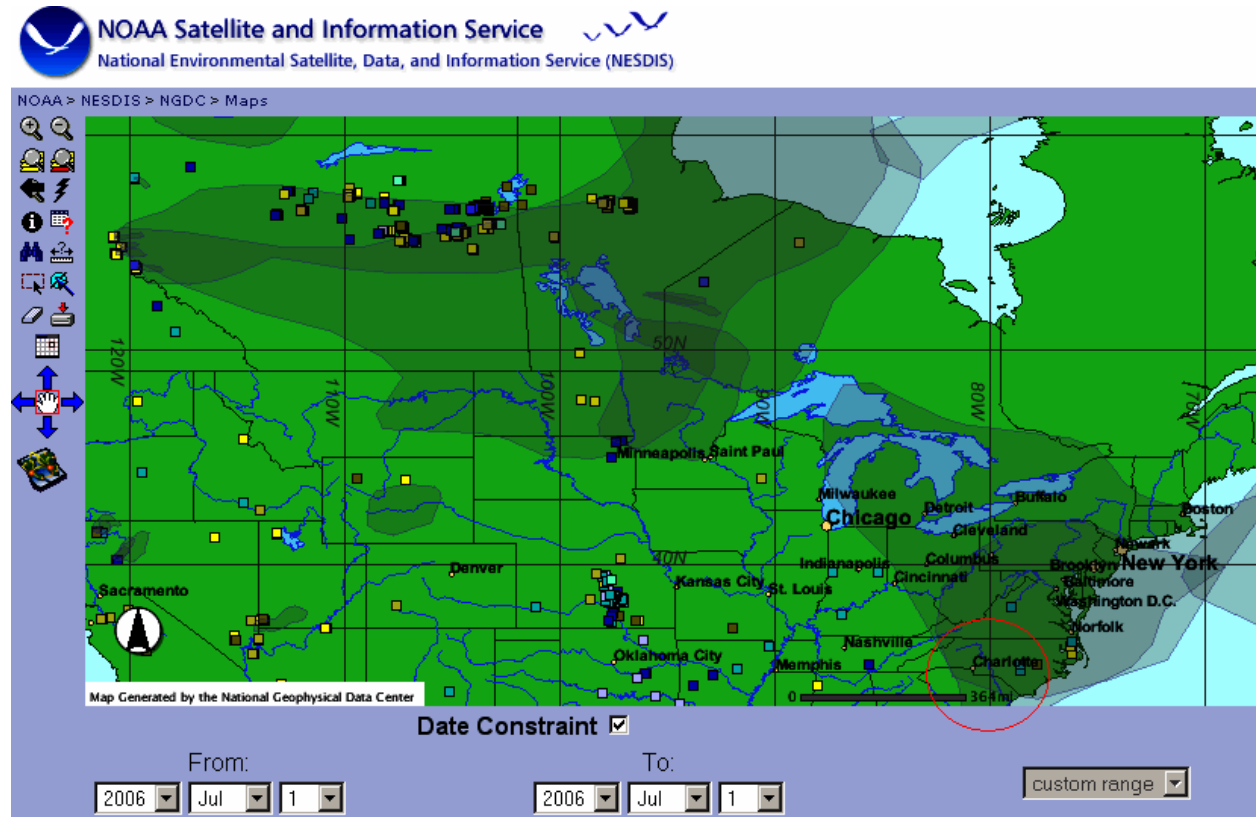 NOAA Satellite and Information Service
National Environmental Satellite, Data, and Information Service (NESDIS)
NOAA > NESDIS > NGDC > Maps
120W
110W
100W
50N
90W
80W
70W
Minneapolis Saint Paul
Milwaukee
Chicago
Detroit
Buffalo
Boston
Cleveland
Newark
40N
Denver
Kansas City
St. Louis
Indianapolis
Columbus
Cincinnati
Brooklyn
New York
Baltimore
Washington D.C.
Sacramento
Norfolk
Oklahoma City
Nashville
Memphis
Charlotte
0
364mi
Map Generated by the National Geophysical Data Center
Date Constraint
From:
To:
2006 Jul 1
2006 Jul 1
custom range